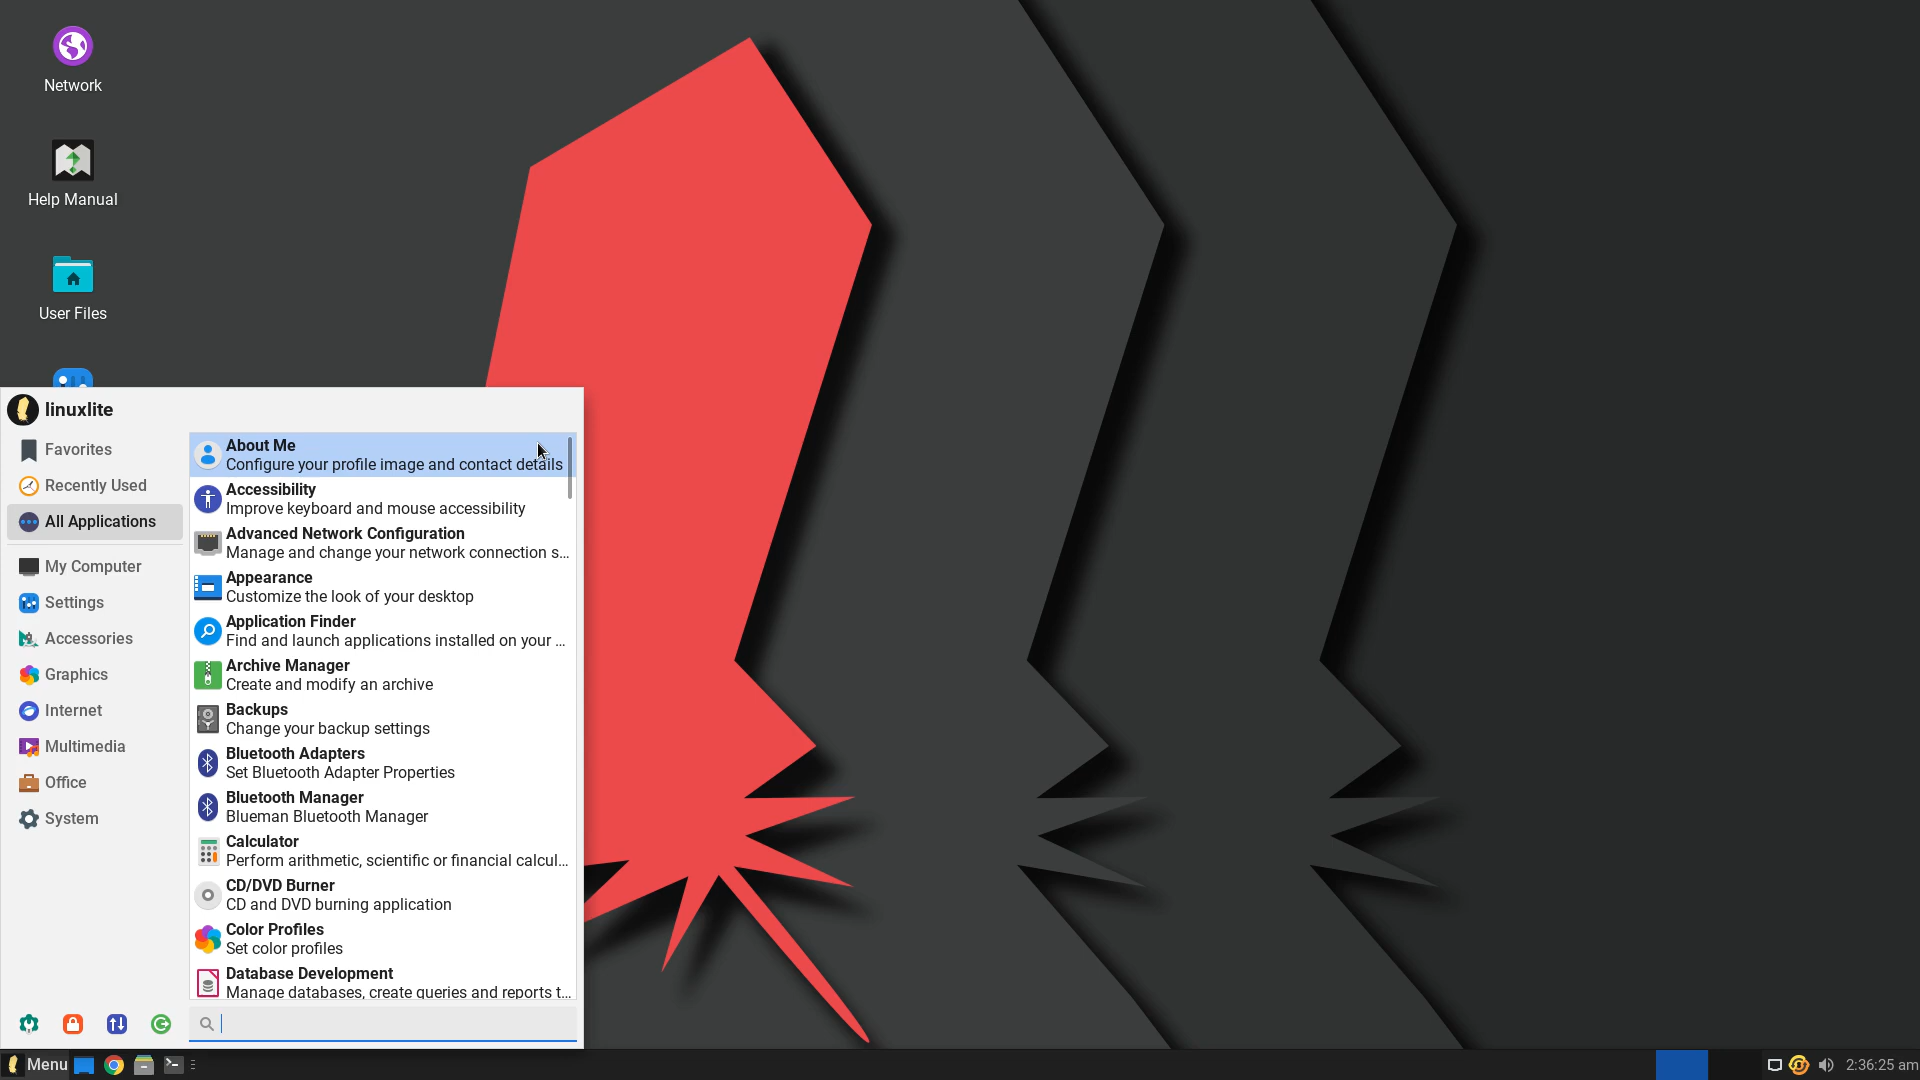 Network
Help Manual
User Files
linuxlite
Favorites
Recently Used
All Applications
My Computer
Settings
Accessories
Graphics
Internet
Multimedia
Office
System
About Me
Configure your profile image and contact details
Accessibility
Improve keyboard and mouse accessibility
Advanced Network Configuration
Manage and change your network connection s...
Appearance
Customize the look of your desktop
Application Finder
Find and launch applications installed on your ...
Archive Manager
Create and modify an archive
Backups
Change your backup settings
Bluetooth Adapters
Set Bluetooth Adapter Properties
Bluetooth Manager
Blueman Bluetooth Manager
Calculator
Perform arithmetic, scientific or financial calcul...
CD/DVD Burner
CD and DVD burning application
Color Profiles
Set color profiles
Database Development
Manage databases, create queries and reports t...
Menu
2:36:25 am